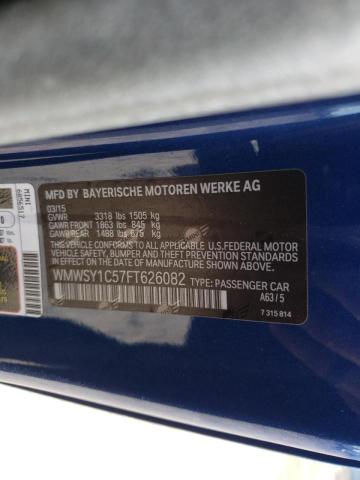 MFD BY BAYERISCHE MOTOREN WERKE AG
03/15
GVWR 3318 lbs 1505 kg
GAWR FRONT 1863 lbs 845 kg
GAWR REAR 1488 lbs 675 kg
THIS VEHICLE CONFORMS TO ALL APPLICABLE
U.S.FEDERAL MOTOR
VEHICLE SAFETY,
BUMPER AND THEFT PREVENTION STANDARDS
IN EFFECT ON THE DATE OF MANUFACTURE SHOWN ABOVE.
WMWSY1C57FT626082 TYPE: PASSENGER CAR
A63/5
7 315 814
MINI
6856517